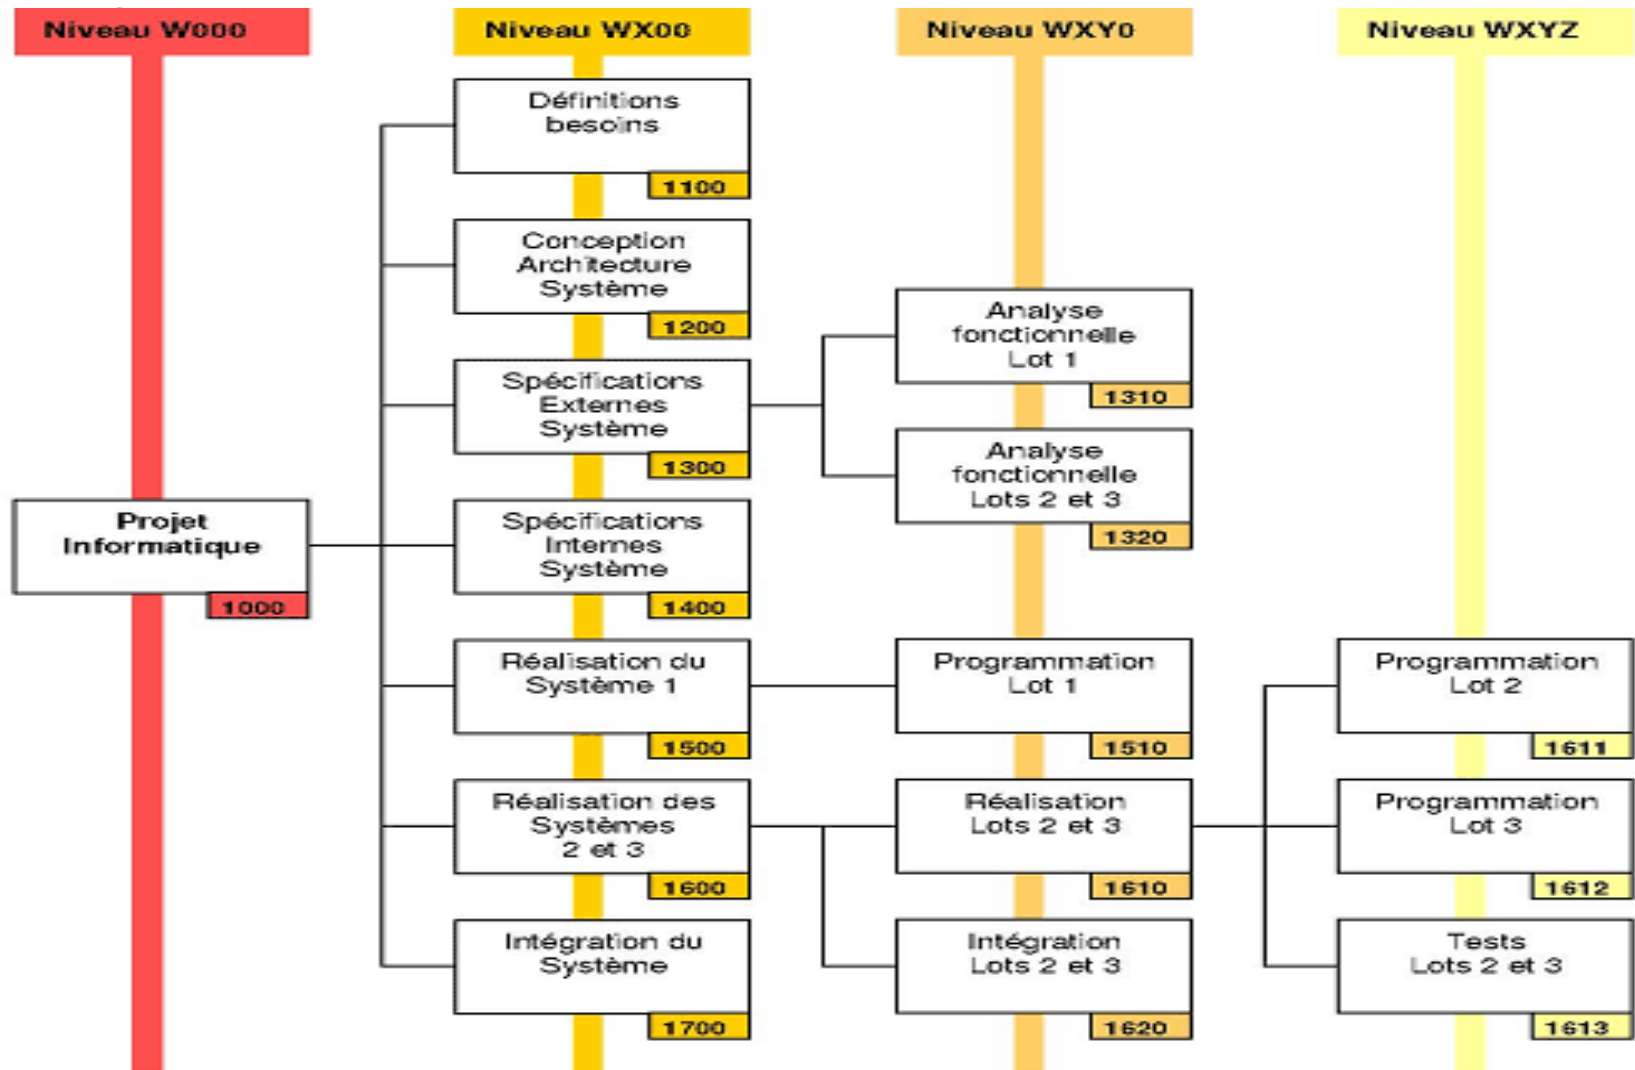 Niveau W000
Niveau WX00
Niveau WXY0
Niveau WXYZ
Projet
Informatique
1000
Définitions
besoins
1100
Conception
Architecture
Système
1200
Spécifications
Externes
Système
1300
Spécifications
Internes
Système
1400
Réalisation du
Système 1
1500
Réalisation des
Systèmes
2 et 3
1600
Intégration du
Système
1700
Analyse
fonctionnelle
Lot 1
1310
Analyse
fonctionnelle
Lots 2 et 3
1320
Programmation
Lot 1
1510
Réalisation
Lots 2 et 3
1610
Intégration
Lots 2 et 3
1620
Programmation
Lot 2
1611
Programmation
Lot 3
1612
Tests
Lots 2 et 3
1613